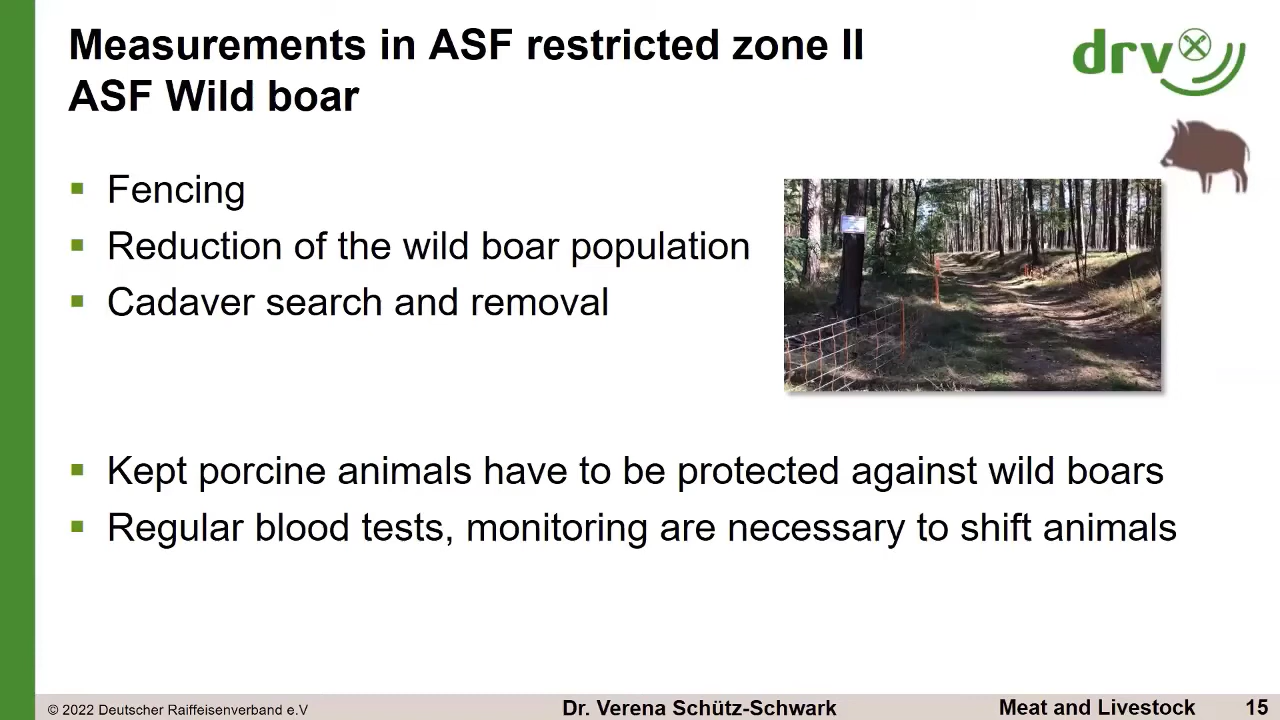 Measurements in ASF restricted zone II
ASF Wild boar
drv
Fencing
Reduction of the wild boar population
Cadaver search and removal
Kept porcine animals have to be protected against wild boars
Regular blood tests, monitoring are necessary to shift animals
© 2022 Deutscher Raiffeisenverband e.V
Dr. Verena Schütz-Schwark
Meat and Livestock
15